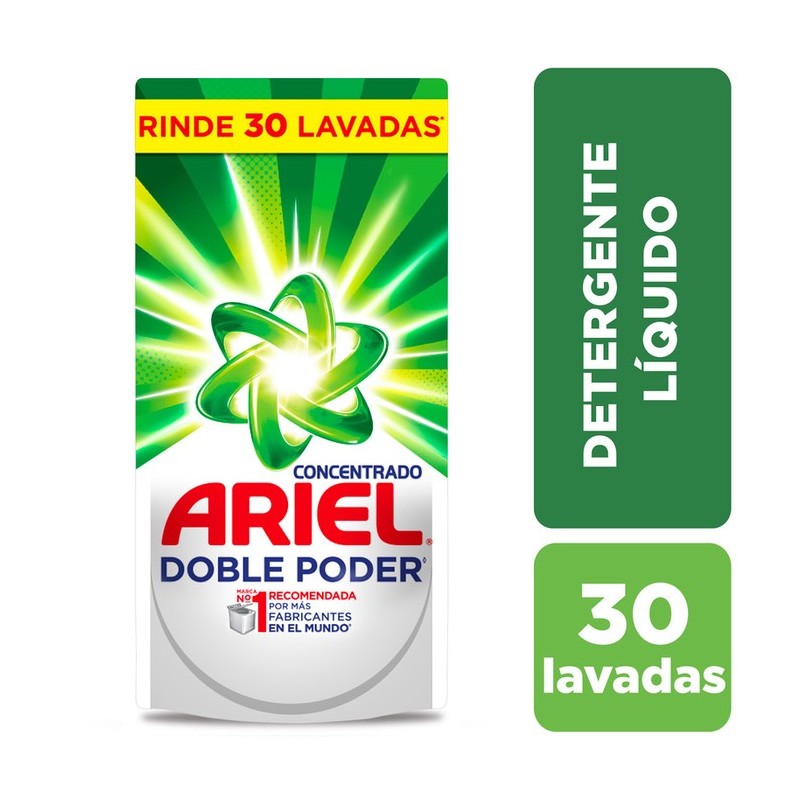 RINDE 30 LAVADAS*
CONCENTRADO
ARIEL®
DOBLE PODER◊
MARCA
Nº1
RECOMENDADA
POR MÁS
FABRICANTES
EN EL MUNDO◊
DETERGENTE
LÍQUIDO
30
lavadas